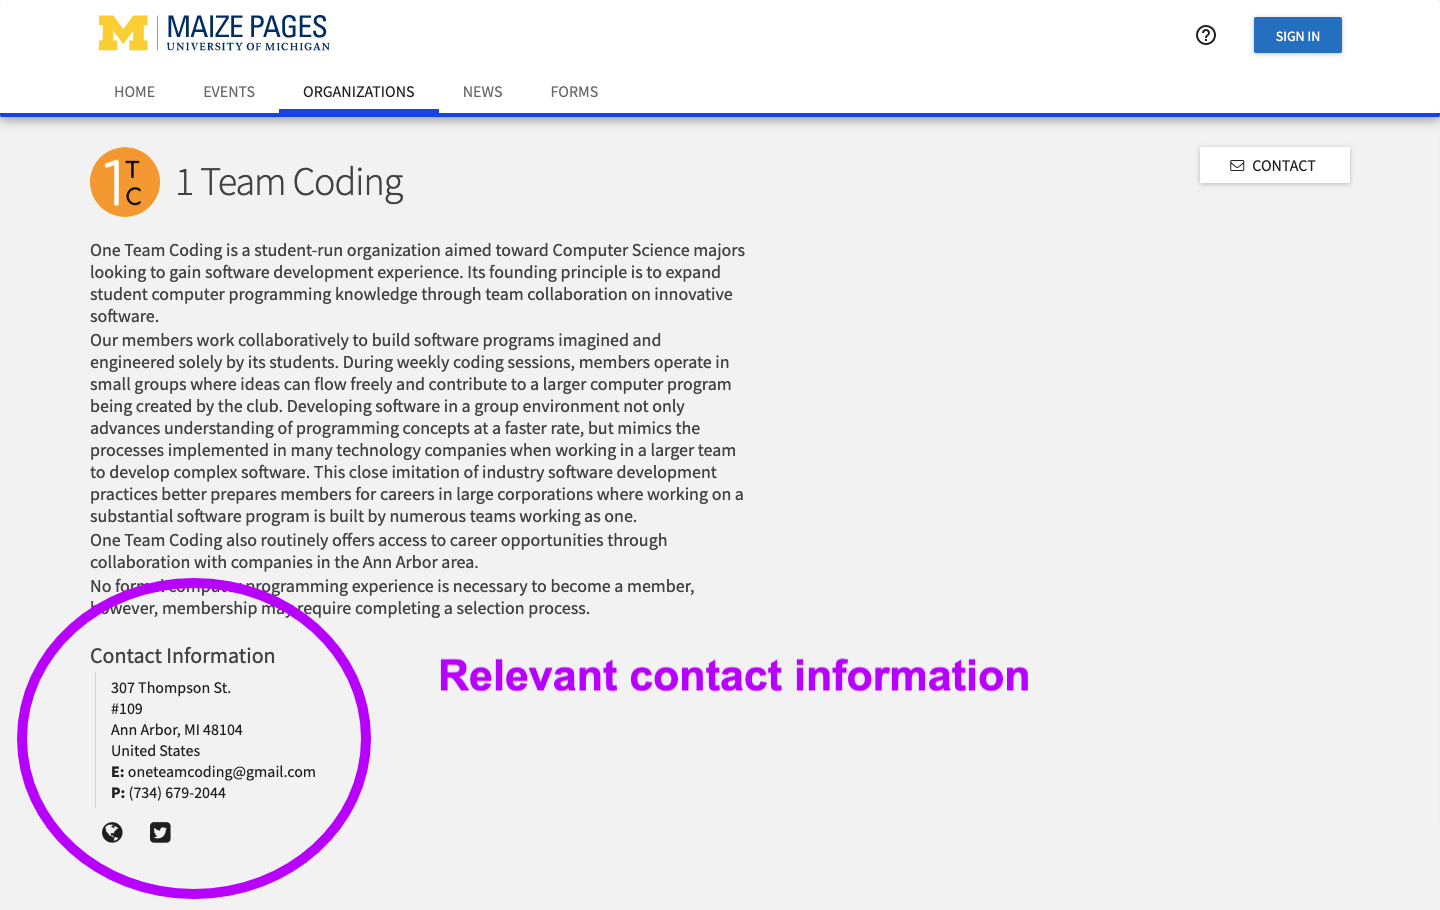 MAIZE PAGES
UNIVERSITY OF MICHIGAN
SIGN IN
HOME EVENTS ORGANIZATIONS NEWS FORMS
1TC 1 Team Coding
CONTACT
One Team Coding is a student-run organization aimed toward Computer Science majors
looking to gain software development experience. Its founding principle is to expand
student computer programming knowledge through team collaboration on innovative
software.
Our members work collaboratively to build software programs imagined and
engineered solely by its students. During weekly coding sessions, members operate in
small groups where ideas can flow freely and contribute to a larger computer program
being created by the club. Developing software in a group environment not only
advances understanding of programming concepts at a faster rate, but mimics the
processes implemented in many technology companies when working in a larger team
to develop complex software. This close imitation of industry software development
practices better prepares members for careers in large corporations where working on a
substantial software program is built by numerous teams working as one.
One Team Coding also routinely offers access to career opportunities through
collaboration with companies in the Ann Arbor area.
No formal computer programming experience is necessary to become a member,
however, membership may require completing a selection process.
Contact Information
Relevant contact information
307 Thompson St.
#109
Ann Arbor, MI 48104
United States
E: oneteamcoding@gmail.com
P: (734) 679-2044